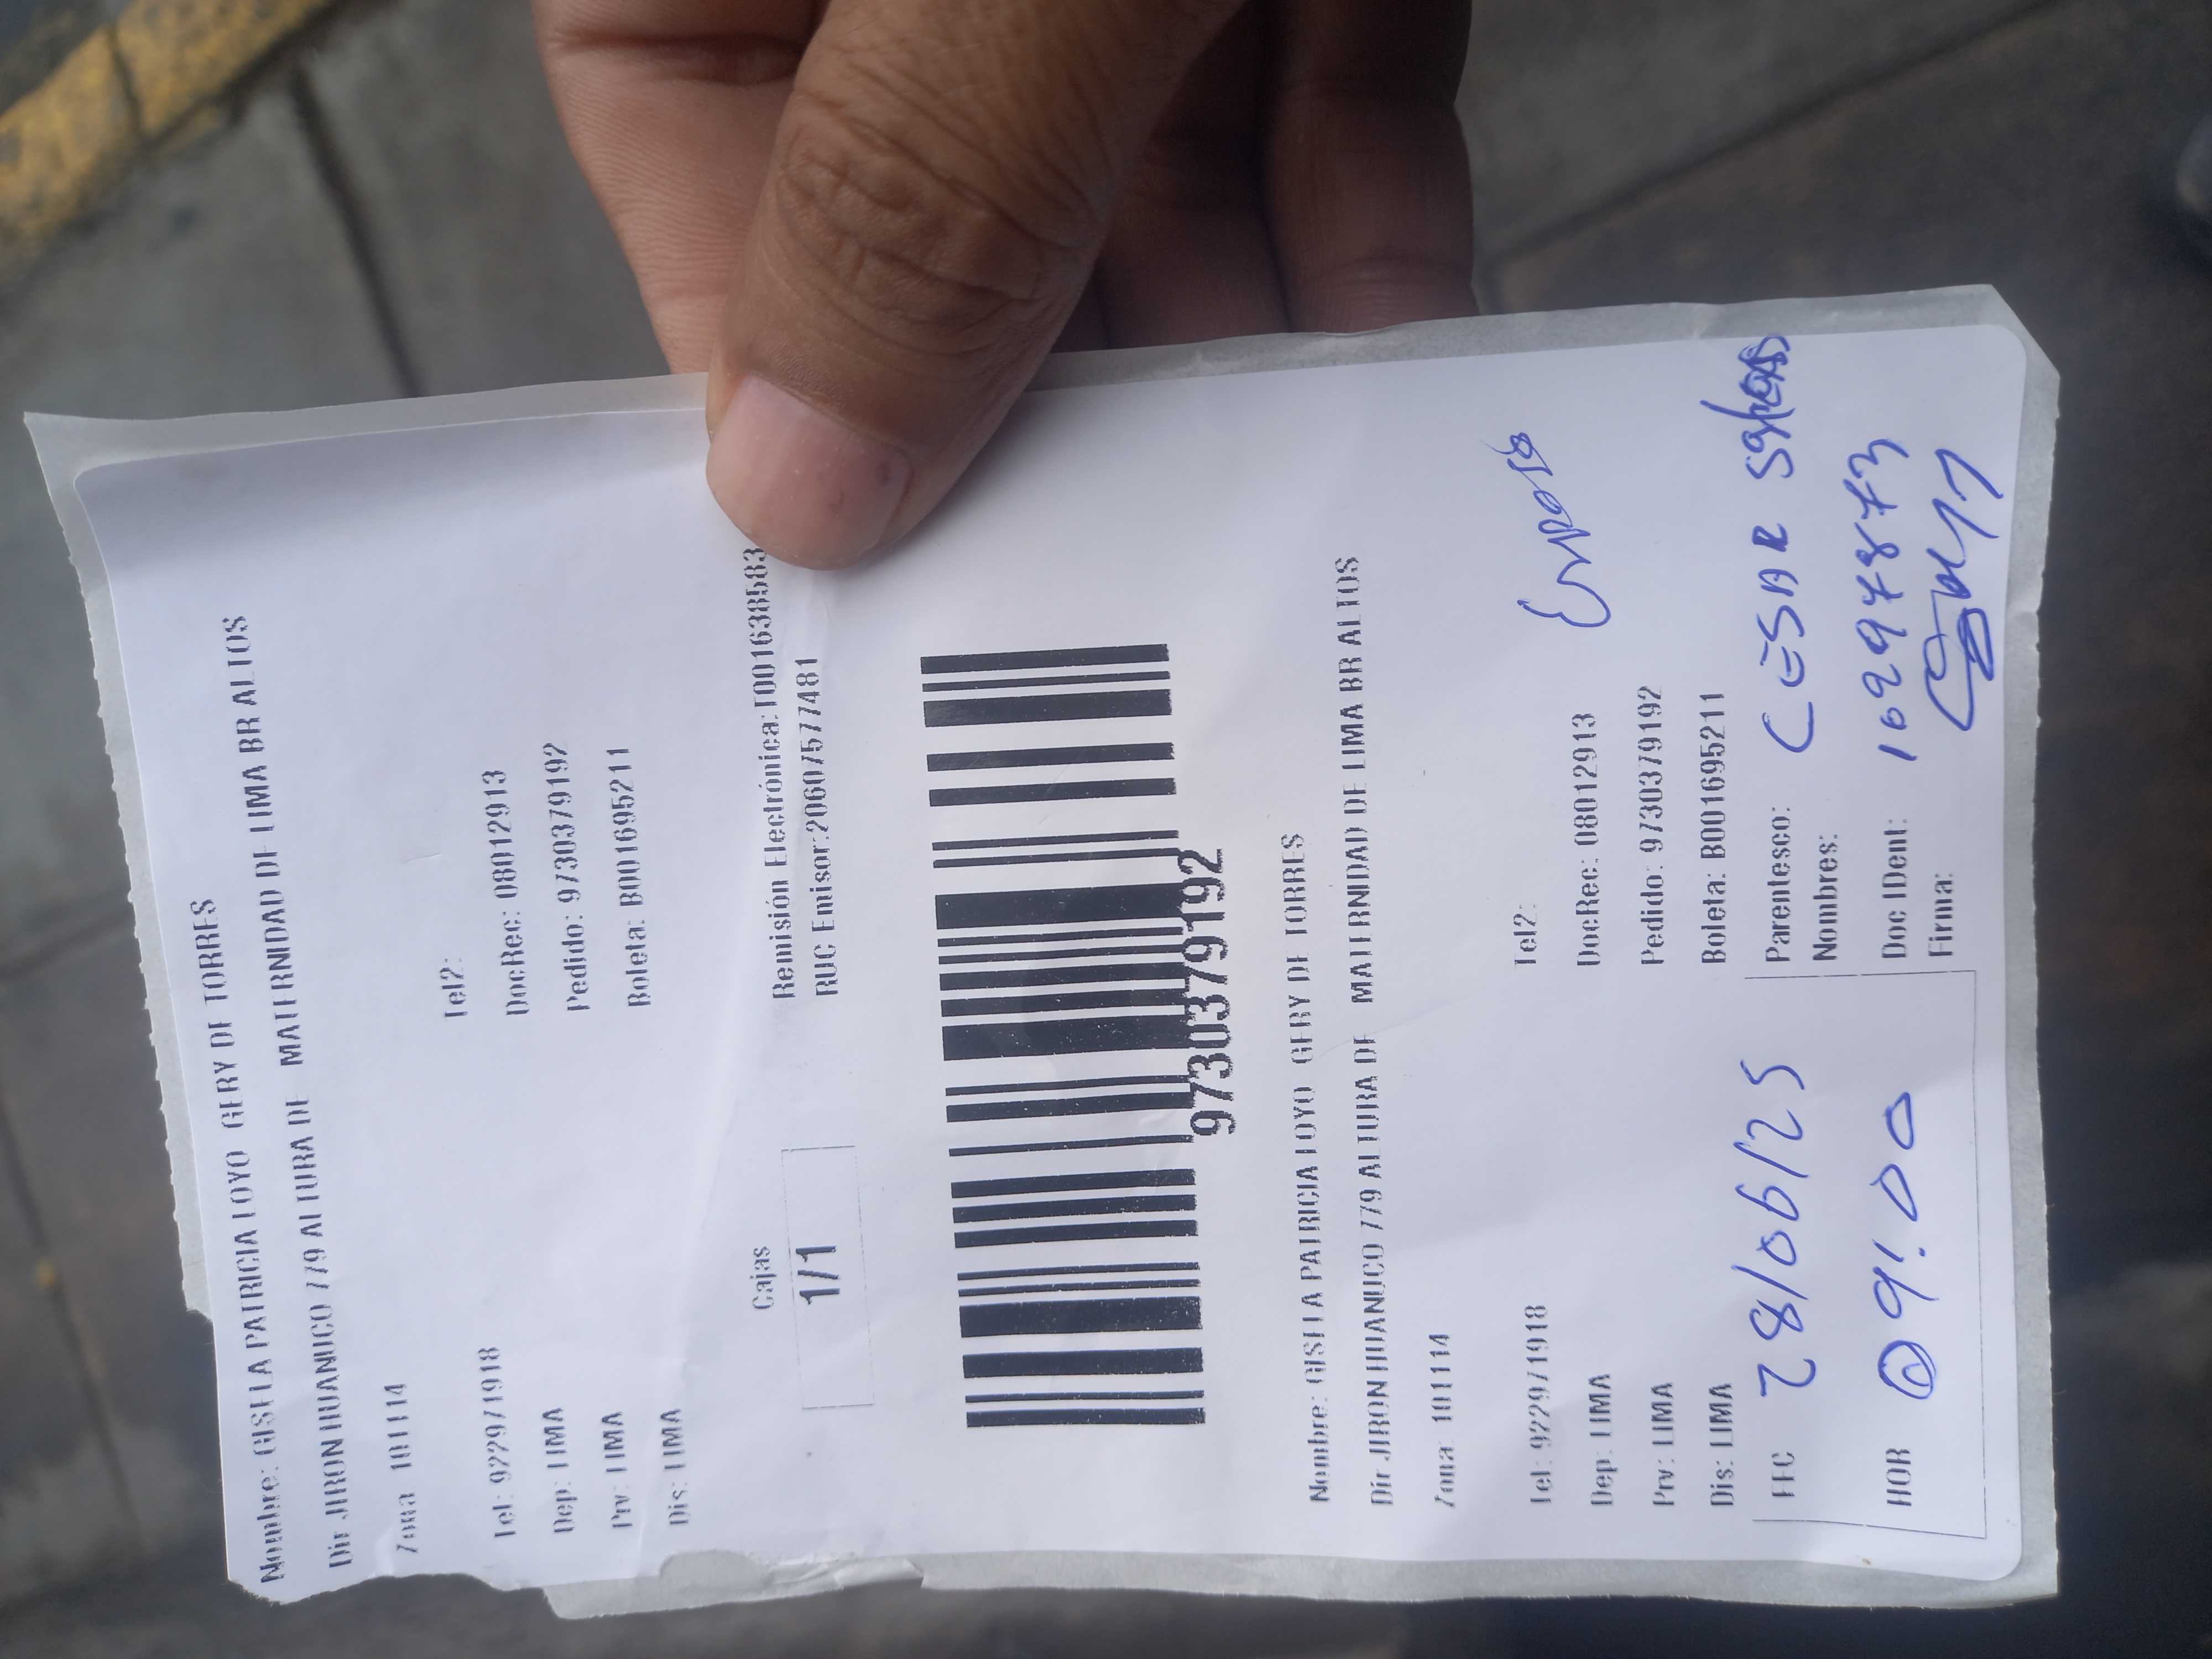 Nombre: GISELA PATRICIA LOYO GERY DE TORRES
Dir JIRON HUANUCO 779 ALTURA DE MATERNIDAD DE LIMA BR ALTOS
Zona 101114
Tel: 922971918 Tel2:
Dep: LIMA DocRec: 08012913
Prv: LIMA Pedido: 9730379192
Dis: LIMA Boleta: B001695211
Cajas Remisión Electrónica:T001638583
1/1 RUC Emisor:20607577481
9730379192
Nombre: GISELA PATRICIA LOYO GERY DE TORRES
Dir JIRON HUANUCO 779 ALTURA DE MATERNIDAD DE LIMA BR ALTOS
Zona: 101114
Tel: 922971918 Tel2:
Dep: LIMA DocRec: 08012913
Prv: LIMA Pedido: 9730379192
Dis: LIMA Boleta: B001695211
FEC 28/06/25 Parentesco:
Nombres: CESAR
HOR 09:00 Doc IDent: 10297873
Firma: